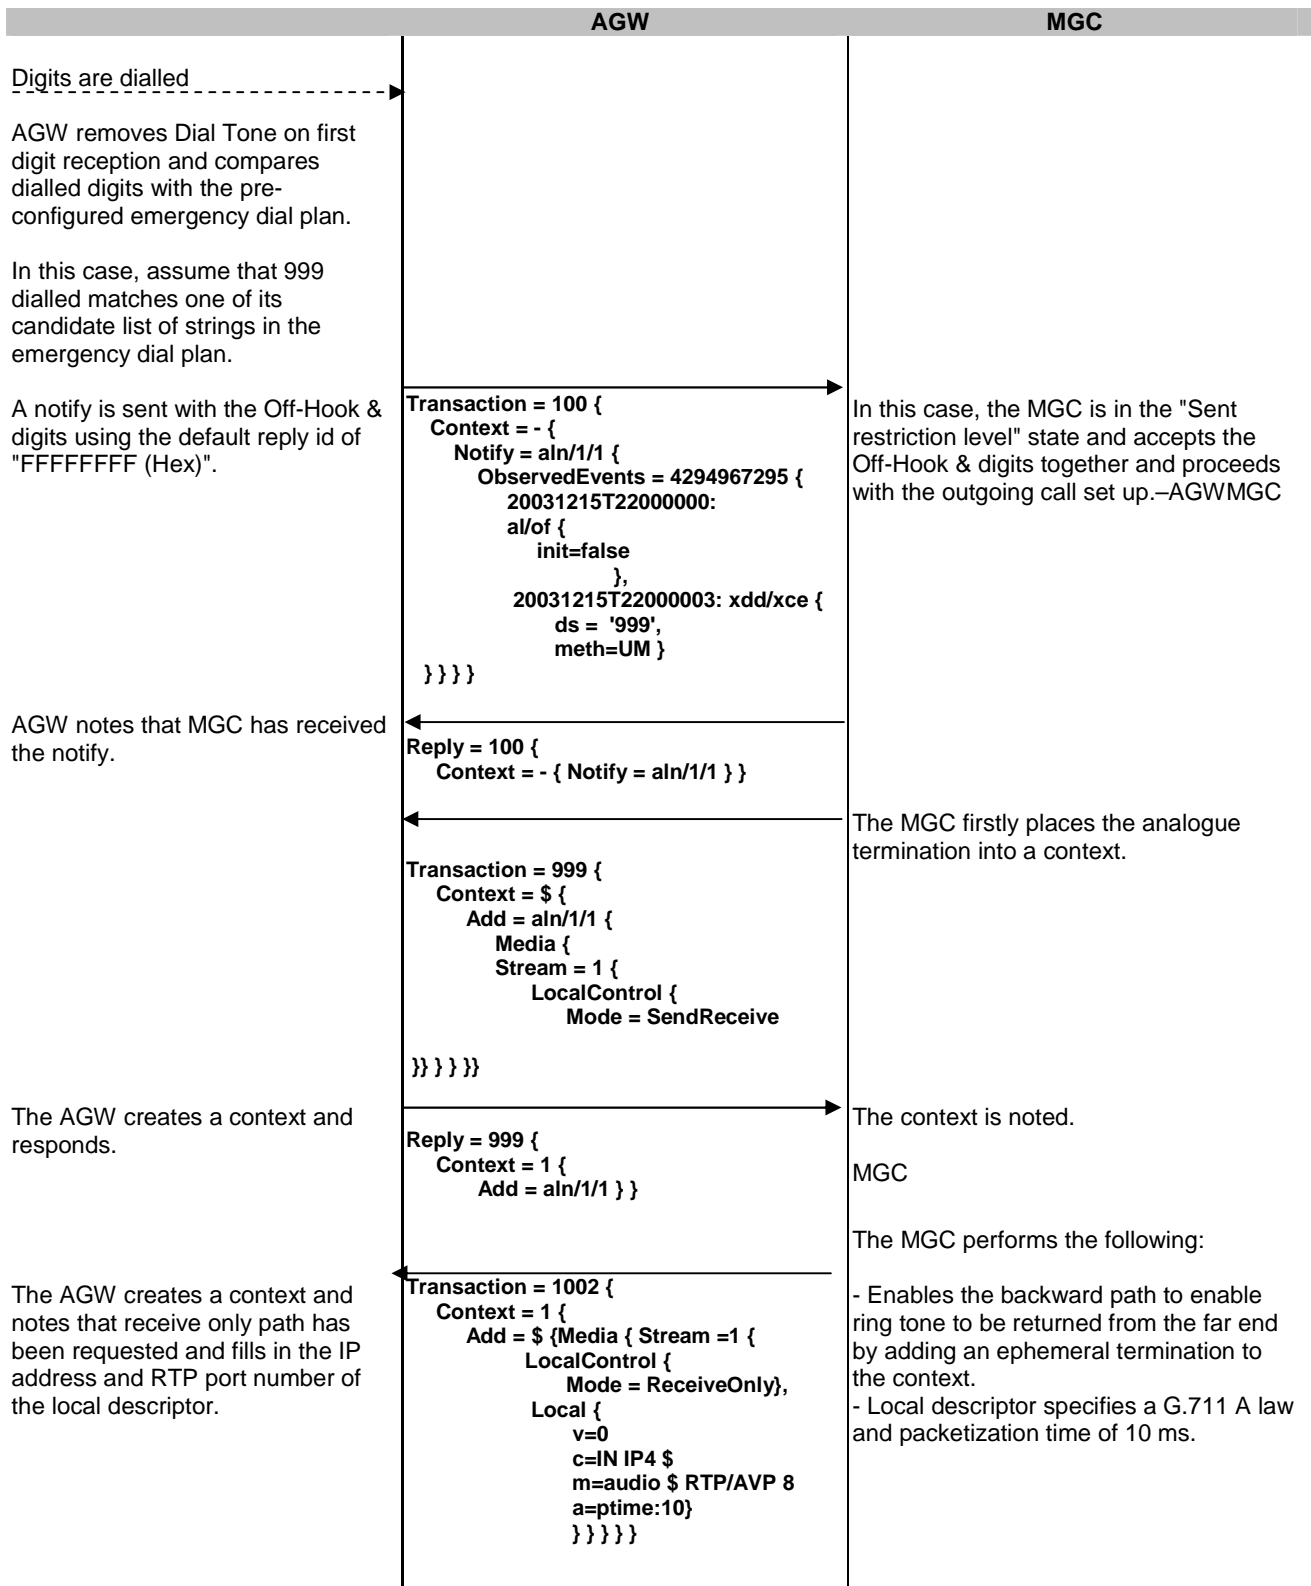 AGW MGC
Digits are dialled
AGW removes Dial Tone on first
digit reception and compares
dialled digits with the pre-
configured emergency dial plan.
In this case, assume that 999
dialled matches one of its
candidate list of strings in the
emergency dial plan.
A notify is sent with the Off-Hook &
digits using the default reply id of
"FFFFFFFF (Hex)".
Transaction = 100 {
Context = - {
Notify = aln/1/1 {
ObservedEvents = 4294967295 {
20031215T22000000:
al/of {
init=false
},
20031215T22000003: xdd/xce {
ds = '999',
meth=UM }
} } } }
In this case, the MGC is in the "Sent
restriction level" state and accepts the
Off-Hook & digits together and proceeds
with the outgoing call set up.–AGWMGC
AGW notes that MGC has received
the notify.
Reply = 100 {
Context = - { Notify = aln/1/1 } }
The MGC firstly places the analogue
termination into a context.
Transaction = 999 {
Context = $ {
Add = aln/1/1 {
Media {
Stream = 1 {
LocalControl {
Mode = SendReceive
}} } } }}
The AGW creates a context and
responds.
Reply = 999 {
Context = 1 {
Add = aln/1/1 } }
The context is noted.
MGC
The MGC performs the following:
The AGW creates a context and
notes that receive only path has
been requested and fills in the IP
address and RTP port number of
the local descriptor.
Transaction = 1002 {
Context = 1 {
Add = $ {Media { Stream =1 {
LocalControl {
Mode = ReceiveOnly},
Local {
v=0
c=IN IP4 $
m=audio $ RTP/AVP 8
a=ptime:10}
} } } } }
- Enables the backward path to enable
ring tone to be returned from the far end
by adding an ephemeral termination to
the context.
- Local descriptor specifies a G.711 A law
and packetization time of 10 ms.